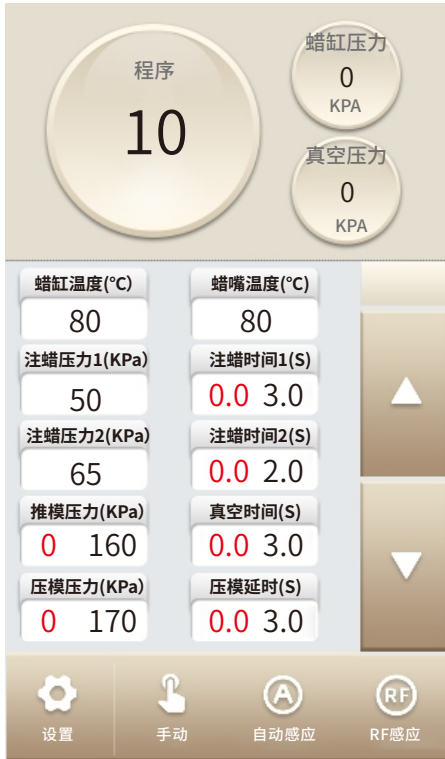 程序
10
蜡缸压力
0
KPA
真空压力
0
KPA
蜡缸温度(℃) 蜡嘴温度(℃)
80 80
注蜡压力1(KPa) 注蜡时间1(S)
50 0.0 3.0
注蜡压力2(KPa) 注蜡时间2(S)
65 0.0 2.0
推模压力(KPa) 真空时间(S)
0 160 0.0 3.0
压模压力(KPa) 压模延时(S)
0 170 0.0 3.0
A RF
设置 手动 自动感应 RF感应